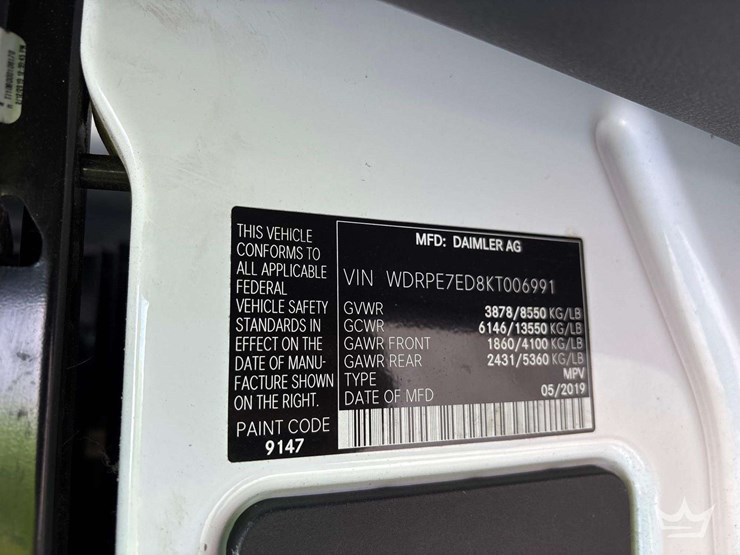 THIS VEHICLE
CONFORMS TO
ALL APPLICABLE
FEDERAL
VEHICLE SAFETY
STANDARDS IN
EFFECT ON THE
DATE OF MANU-
FACTURE SHOWN
ON THE RIGHT.
PAINT CODE
9147
MFD: DAIMLER AG
VIN WDRPE7ED8KT006991
GVWR 3878/8550 KG/LB
GCWR 6146/13550 KG/LB
GAWR FRONT 1860/4100 KG/LB
GAWR REAR 2431/5360 KG/LB
TYPE MPV
DATE OF MFD 05/2019